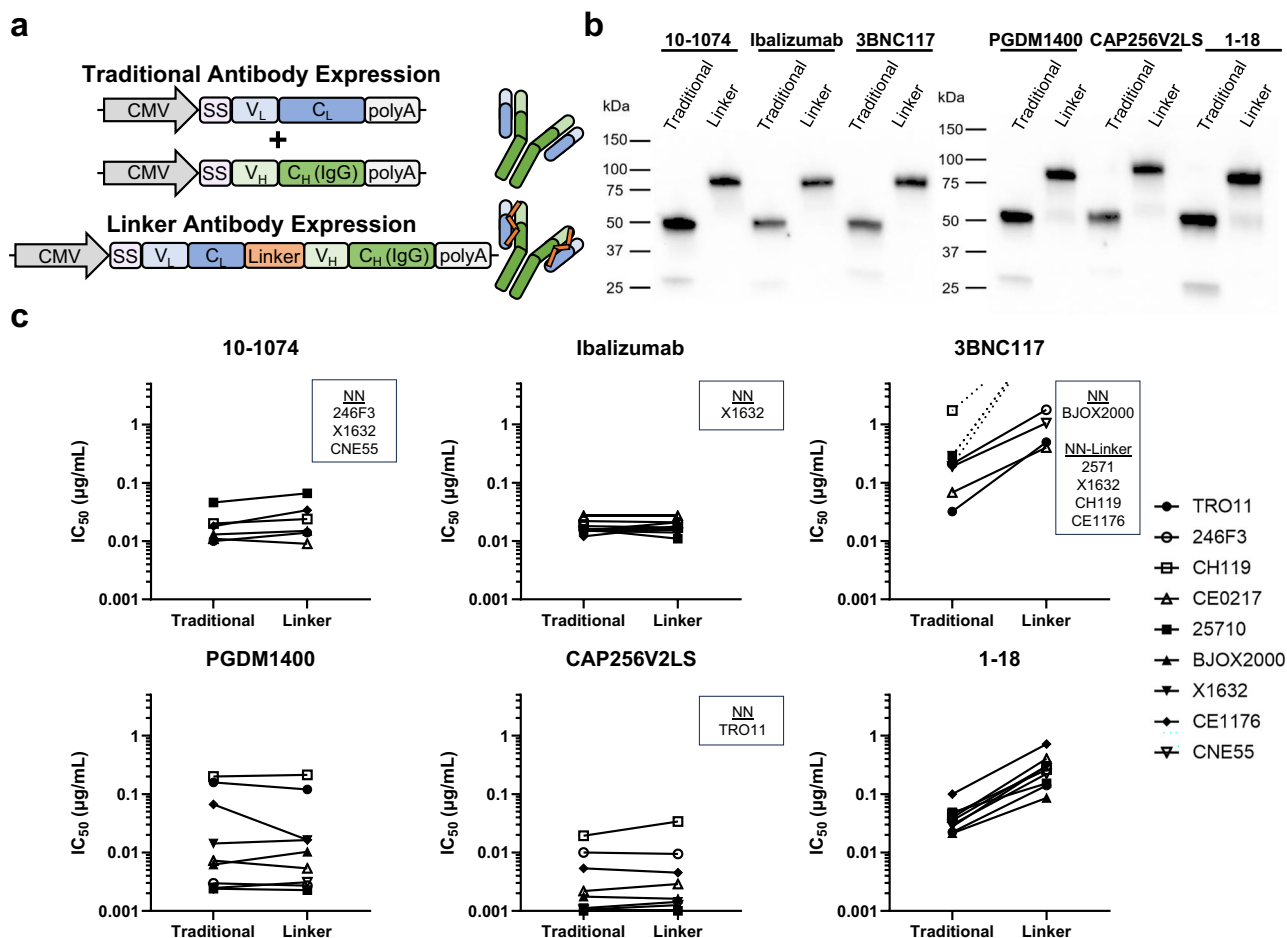 a
Traditional Antibody Expression
CMV SS VL CL polyA
+
CMV SS VH CH (IgG) polyA
Linker Antibody Expression
CMV SS VL CL Linker VH CH (IgG) polyA
b
10-1074 Ibalizumab 3BNC117
Traditional Linker Traditional Linker Traditional Linker
kDa
150
100
75
50
37
25
PGDM1400 CAP256V2LS 1-18
Traditional Linker Traditional Linker Traditional Linker
kDa
150
100
75
50
37
25
c
10-1074
IC50 (µg/mL)
1
0.1
0.01
0.001
Traditional Linker
NN
246F3
X1632
CNE55
Ibalizumab
IC50 (µg/mL)
1
0.1
0.01
0.001
Traditional Linker
NN
X1632
3BNC117
IC50 (µg/mL)
1
0.1
0.01
0.001
Traditional Linker
NN
BJOX2000
NN-Linker
2571
X1632
CH119
CE1176
PGDM1400
IC50 (µg/mL)
1
0.1
0.01
0.001
Traditional Linker
CAP256V2LS
IC50 (µg/mL)
1
0.1
0.01
0.001
Traditional Linker
NN
TRO11
1-18
IC50 (µg/mL)
1
0.1
0.01
0.001
Traditional Linker
TRO11
246F3
CH119
CE0217
25710
BJOX2000
X1632
CE1176
CNE55